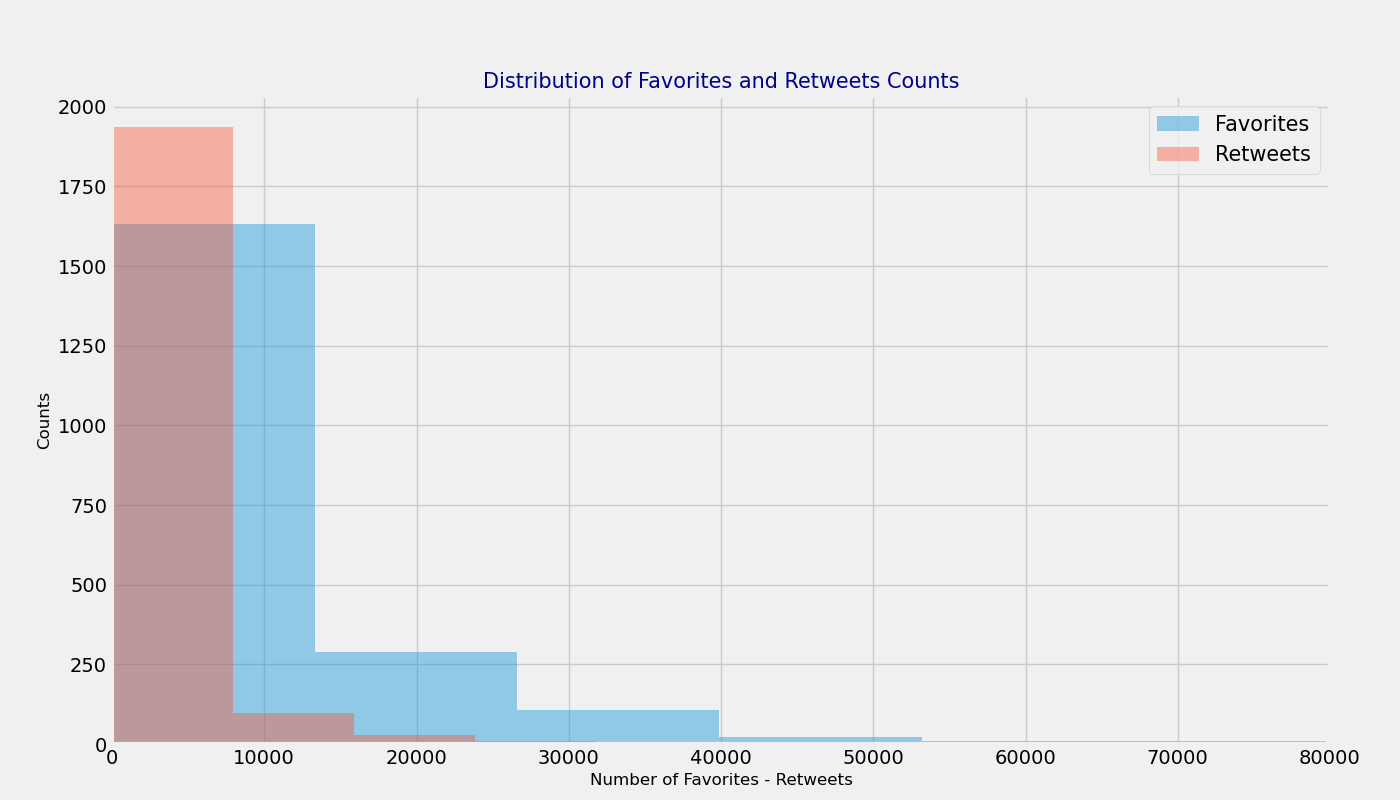 Distribution of Favorites and Retweets Counts
Favorites
Retweets
2000
1750
1500
1250
1000
750
500
250
0
Counts
0 10000 20000 30000 40000 50000 60000 70000 80000
Number of Favorites - Retweets